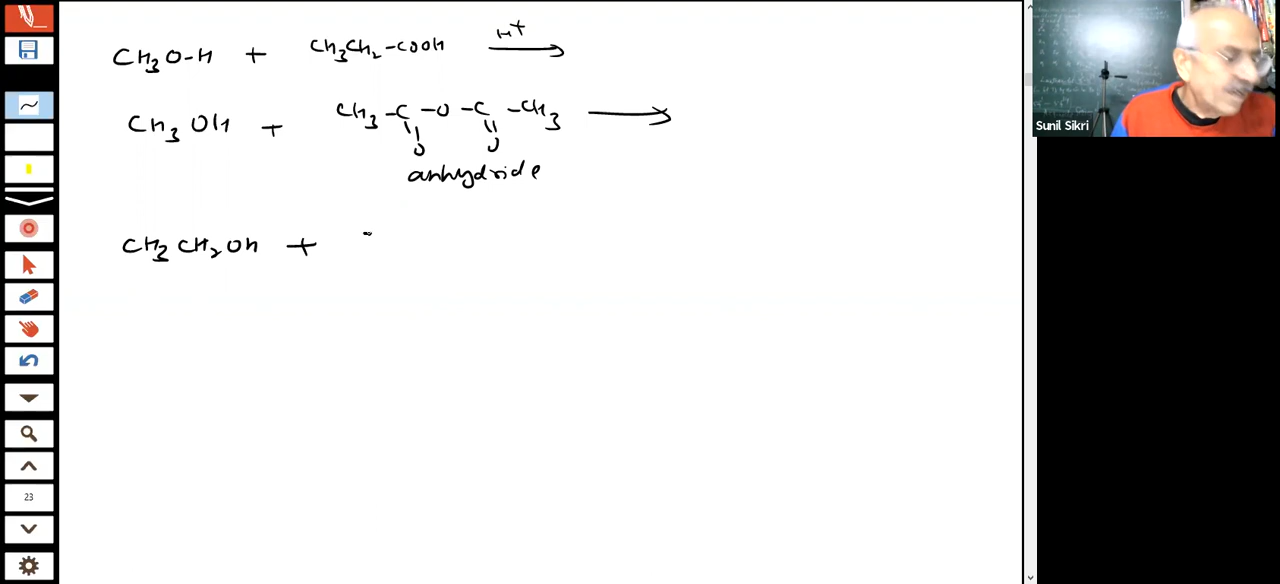 CH₃O-H + CH₃CH₂-COOH H⁺ →
CH₃OH + CH₃-C-O-C-CH₃ →
O O
anhydride
CH₃CH₂OH +
Sunil Sikri
23